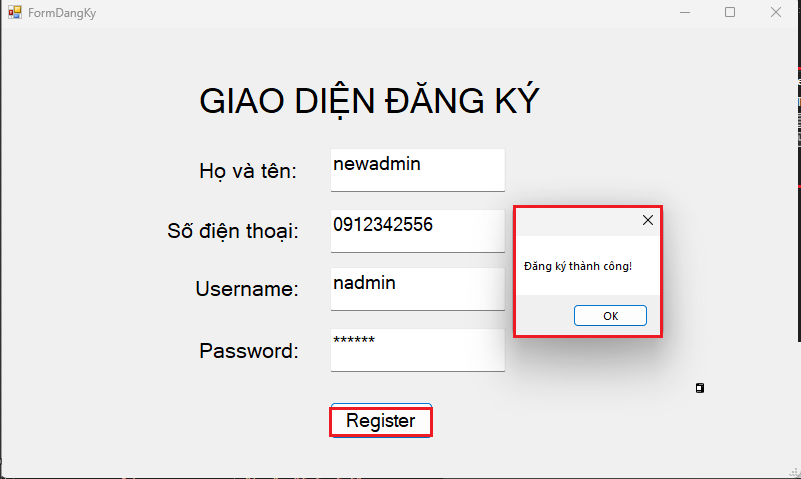 FormDangKy
GIAO DIỆN ĐĂNG KÝ
Họ và tên: newadmin
Số điện thoại: 0912342556
Username: nadmin
Password: ******
Register
Đăng ký thành công!
OK